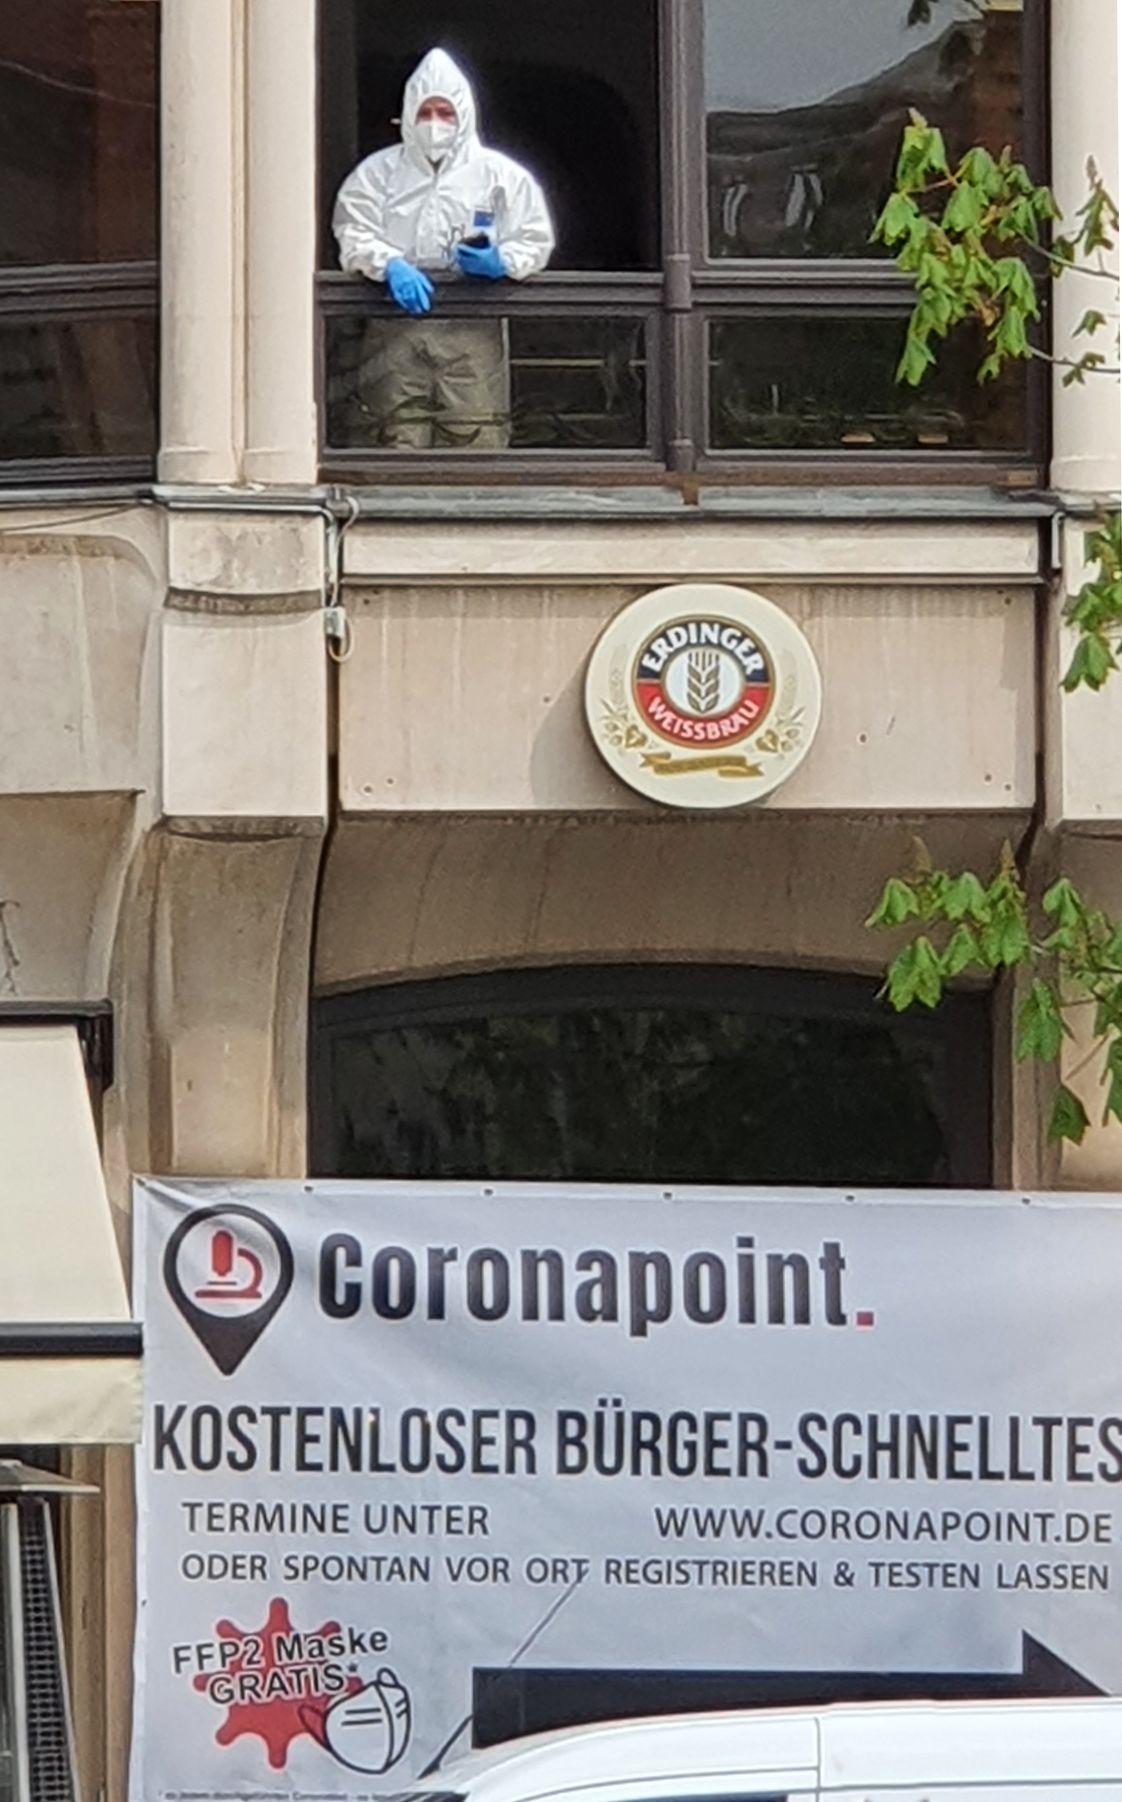 ERDINGER
WEISSBRÄU
Coronapoint.
KOSTENLOSER BÜRGER-SCHNELLTES
TERMINE UNTER WWW.CORONAPOINT.DE
ODER SPONTAN VOR ORT REGISTRIEREN & TESTEN LASSEN
FFP2 Maske
GRATIS*